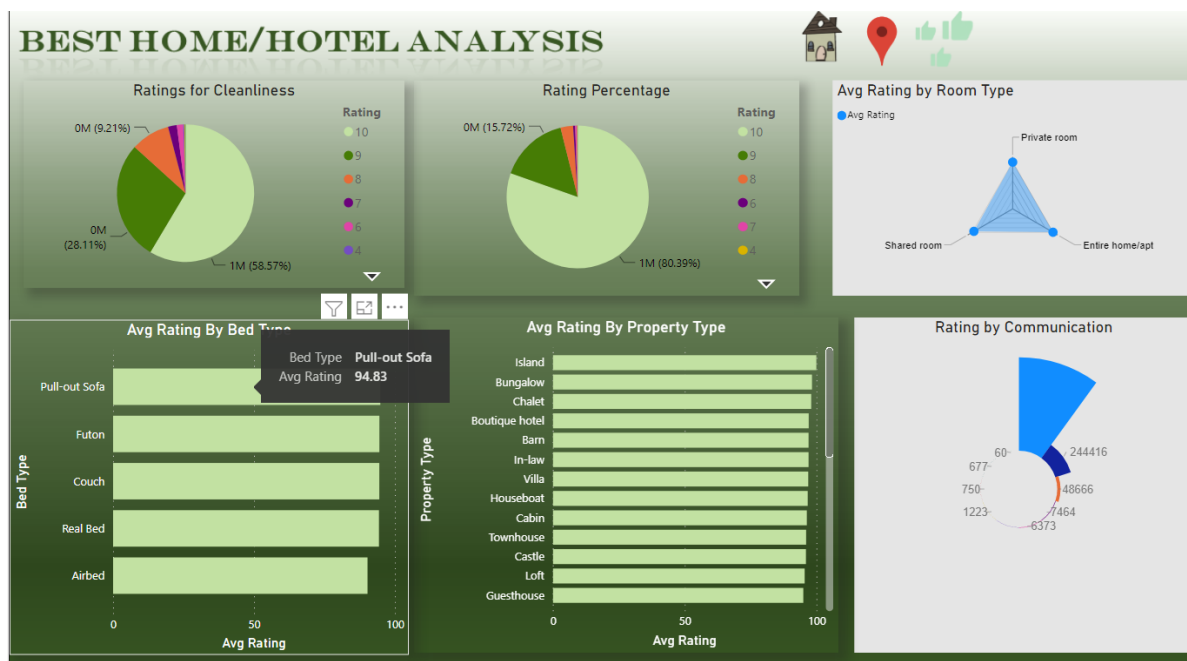 BEST HOME/HOTEL ANALYSIS
Ratings for Cleanliness
0M (9.21%)
0M
(28.11%)
1M (58.57%)
Rating
10
9
8
7
6
4
Rating Percentage
0M (15.72%)
1M (80.39%)
Rating
10
9
8
6
7
4
Avg Rating by Room Type
Avg Rating
Private room
Shared room
Entire home/apt
Avg Rating By Bed Type
Bed Type Pull-out Sofa
Avg Rating 94.83
Bed Type
Pull-out Sofa
Futon
Couch
Real Bed
Airbed
0 50 100
Avg Rating
Avg Rating By Property Type
Property Type
Island
Bungalow
Chalet
Boutique hotel
Barn
In-law
Villa
Houseboat
Cabin
Townhouse
Castle
Loft
Guesthouse
0 50 100
Avg Rating
Rating by Communication
60
244416
677
750
48666
1223
7464
6373